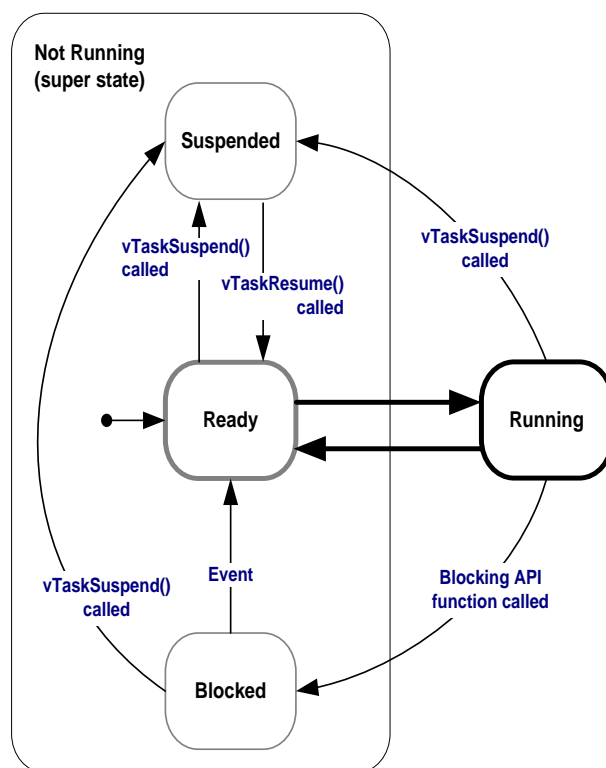 Not Running
(super state)
Suspended
vTaskSuspend()
called
vTaskResume()
called
vTaskSuspend()
called
Ready
Running
Event
vTaskSuspend()
called
Blocking API
function called
Blocked